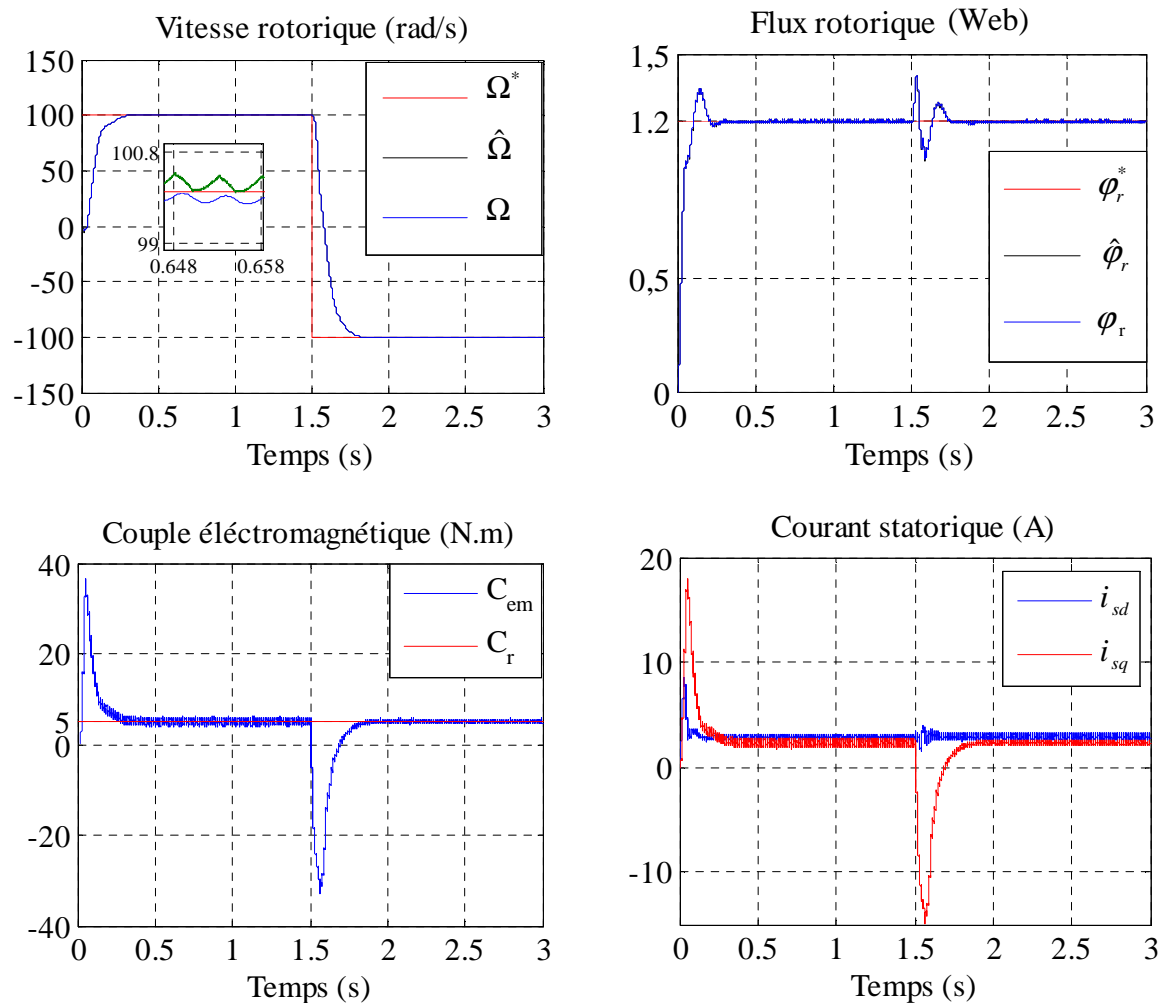 Vitesse rotorique (rad/s)
150
100
50
0
-50
-100
-150
100.8
99
0.648 0.658
Ω*
Ω̂
Ω
0 0.5 1 1.5 2 2.5 3
Temps (s)
Flux rotorique (Web)
1,5
1.2
0,5
0
φr*
φ̂r
φr
0 0.5 1 1.5 2 2.5 3
Temps (s)
Couple éléctromagnétique (N.m)
40
20
5
0
-20
-40
Cem
Cr
0 0.5 1 1.5 2 2.5 3
Temps (s)
Courant statorique (A)
20
10
0
-10
isd
isq
0 0.5 1 1.5 2 2.5 3
Temps (s)